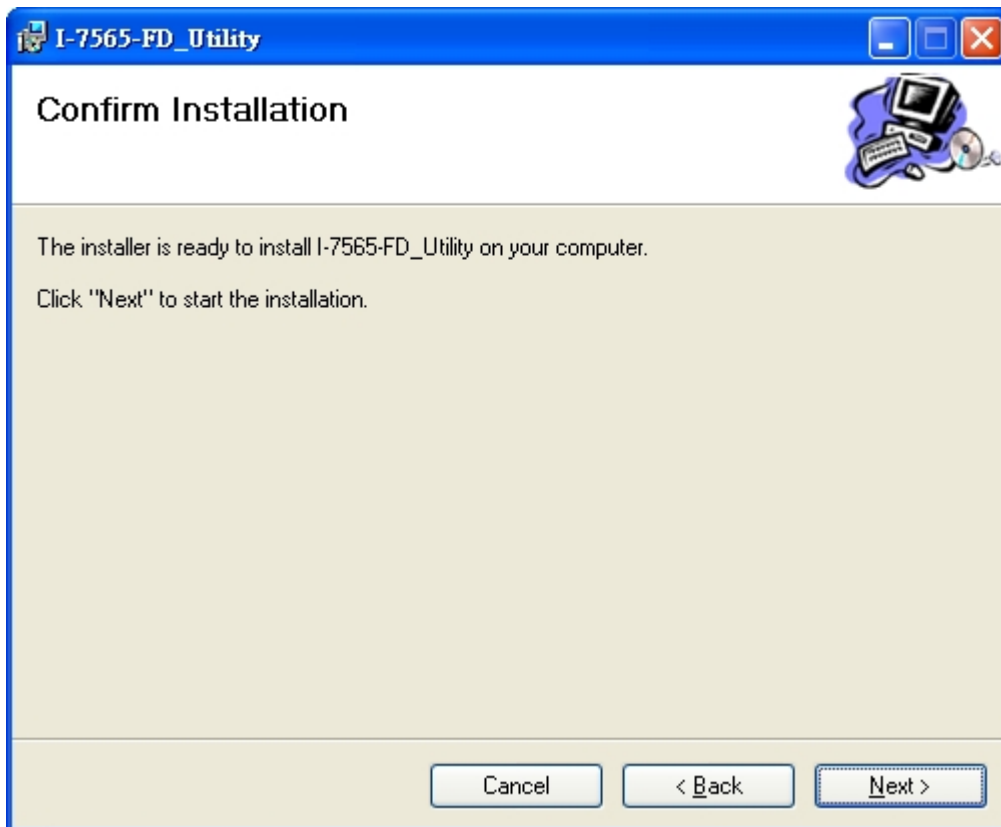 I-7565-FD_Utility
Confirm Installation
The installer is ready to install I-7565-FD_Utility on your computer.
Click "Next" to start the installation.
Cancel
< Back
Next >